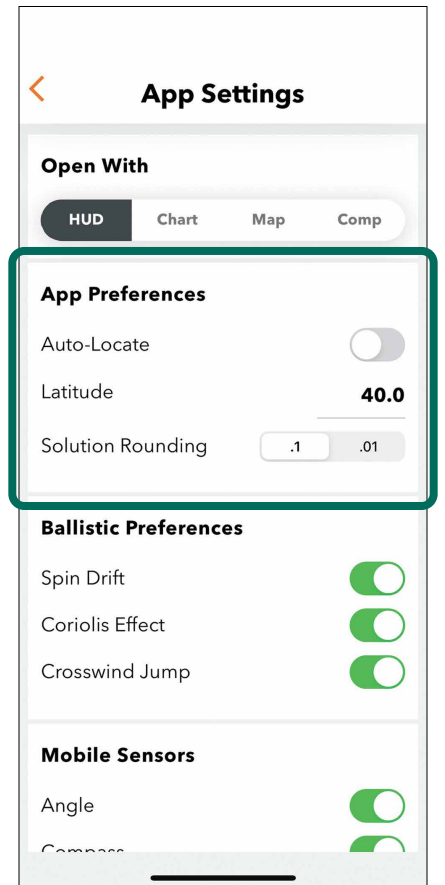 App Settings
Open With
HUD Chart Map Comp
App Preferences
Auto-Locate
Latitude 40.0
Solution Rounding .1 .01
Ballistic Preferences
Spin Drift
Coriolis Effect
Crosswind Jump
Mobile Sensors
Angle
Compass